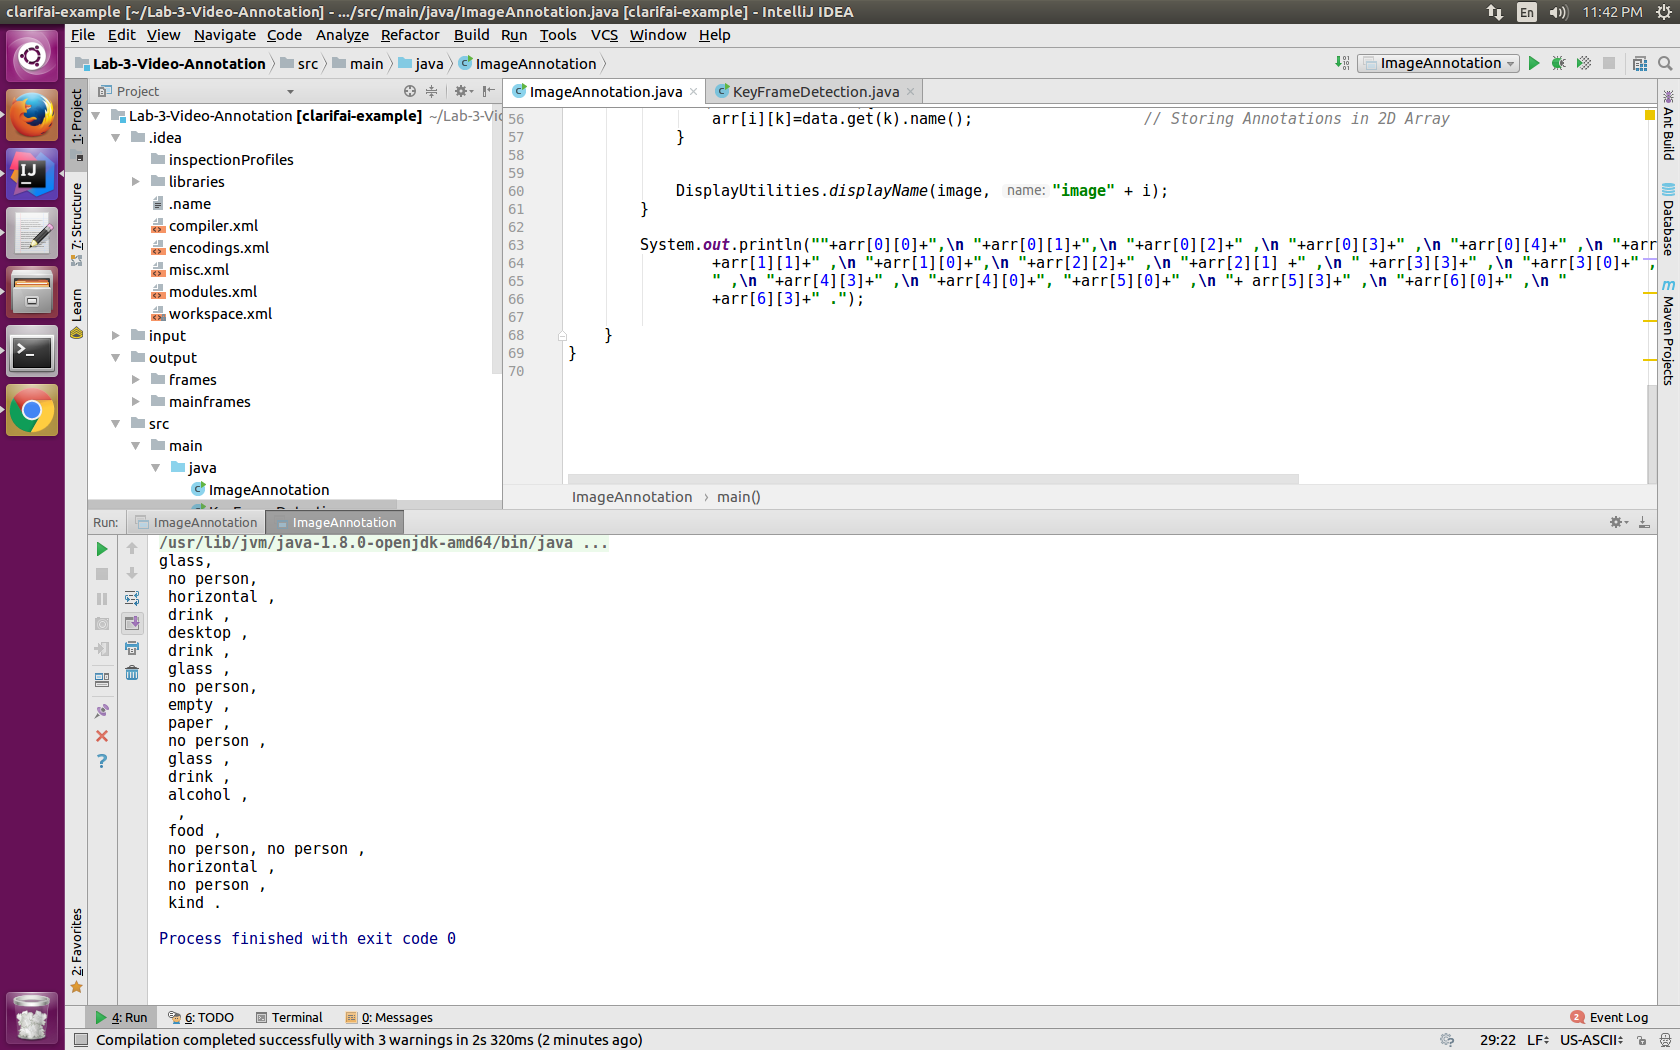 clarifai-example [~/Lab-3-Video-Annotation] - .../src/main/java/ImageAnnotation.java [clarifai-example] - IntelliJ IDEA
En
11:42 PM
File Edit View Navigate Code Analyze Refactor Build Run Tools VCS Window Help
Lab-3-Video-Annotation src main java ImageAnnotation
ImageAnnotation
Project
ImageAnnotation.java
KeyFrameDetection.java
1: Project
7: Structure
Learn
2: Favorites
Ant Build
Database
Maven Projects
Lab-3-Video-Annotation [clarifai-example] ~/Lab-3-Vi
.idea
inspectionProfiles
libraries
.name
compiler.xml
encodings.xml
misc.xml
modules.xml
workspace.xml
input
output
frames
mainframes
src
main
java
ImageAnnotation
56 arr[i][k]=data.get(k).name(); // Storing Annotations in 2D Array
57 }
58
59
60 DisplayUtilities.displayName(image, name: "image" + i);
61 }
62
63 System.out.println(""+arr[0][0]+",\n "+arr[0][1]+",\n "+arr[0][2]+" ,\n "+arr[0][3]+" ,\n "+arr[0][4]+" ,\n "+arr
64 +arr[1][1]+" ,\n "+arr[1][0]+",\n "+arr[2][2]+" ,\n "+arr[2][1] +" ,\n " +arr[3][3]+" ,\n "+arr[3][0]+" ,
65 " ,\n "+arr[4][3]+" ,\n "+arr[4][0]+", "+arr[5][0]+" ,\n "+ arr[5][3]+" ,\n "+arr[6][0]+" ,\n "
66 +arr[6][3]+" .");
67
68 }
69 }
70
ImageAnnotation › main()
Run: ImageAnnotation ImageAnnotation
/usr/lib/jvm/java-1.8.0-openjdk-amd64/bin/java ...
glass,
no person,
horizontal ,
drink ,
desktop ,
drink ,
glass ,
no person,
empty ,
paper ,
no person ,
glass ,
drink ,
alcohol ,
,
food ,
no person, no person ,
horizontal ,
no person ,
kind .
Process finished with exit code 0
4: Run 6: TODO Terminal 0: Messages
2 Event Log
Compilation completed successfully with 3 warnings in 2s 320ms (2 minutes ago)
29:22 LF÷ US-ASCII÷